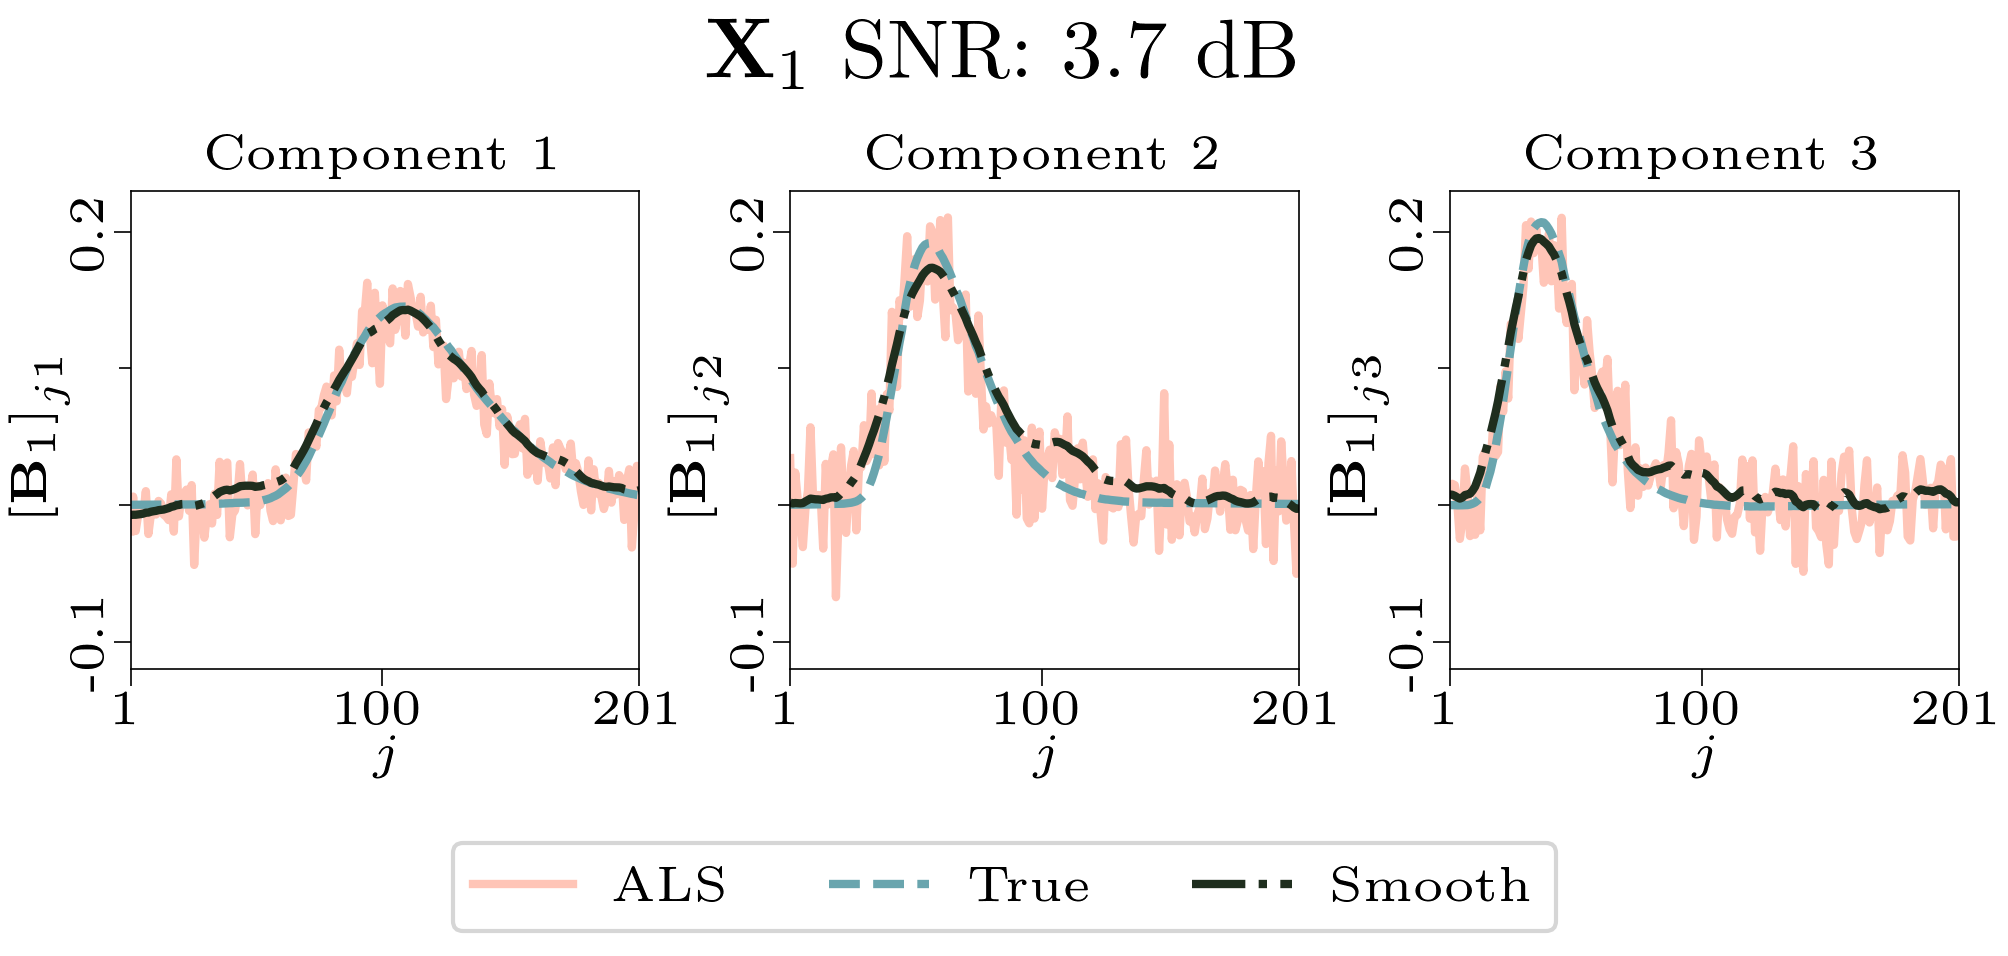 X₁ SNR: 3.7 dB
Component 1
Component 2
Component 3
[B₁]ⱼ₁
0.2
-0.1
1 100 201
j
[B₁]ⱼ₂
0.2
-0.1
1 100 201
j
[B₁]ⱼ₃
0.2
-0.1
1 100 201
j
ALS True Smooth